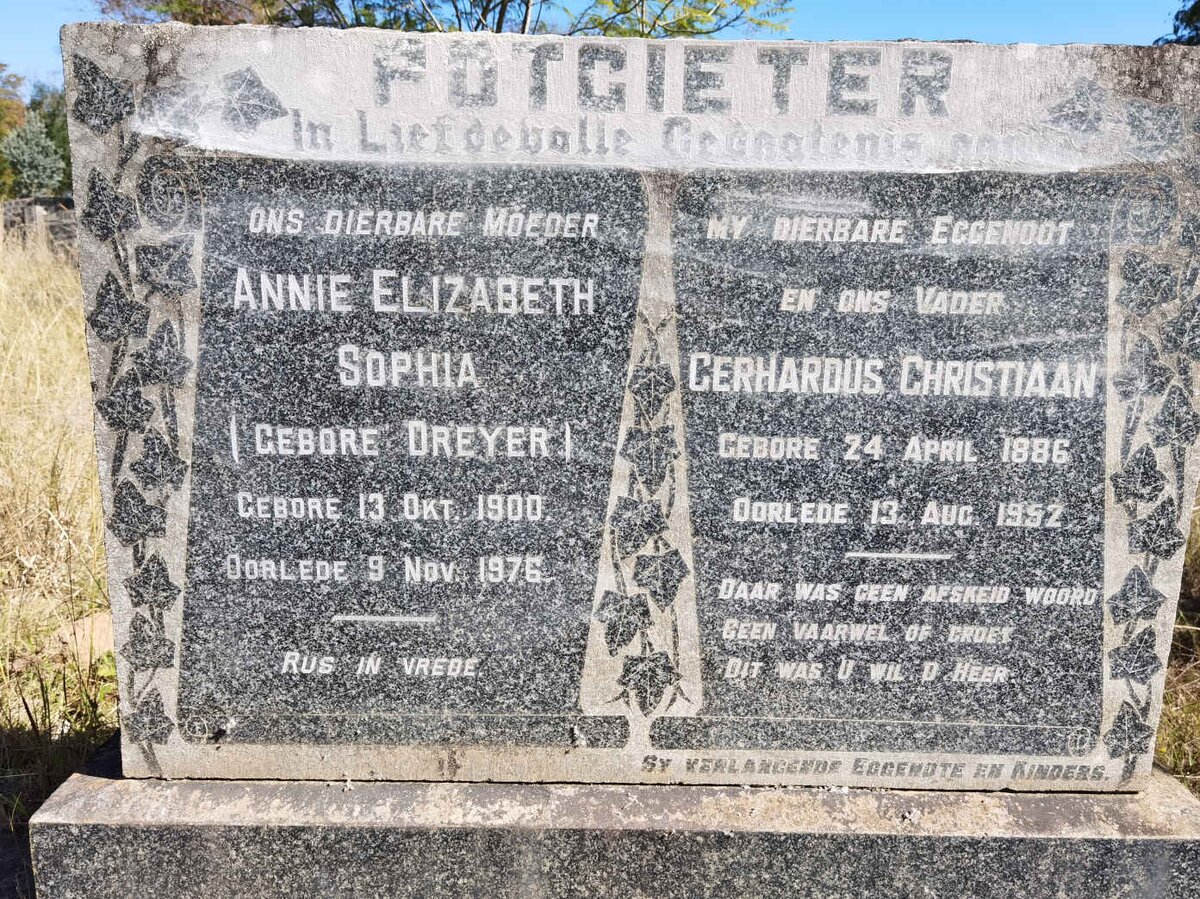 POTGIETER
In Liefdevolle Gedagtenis aan
ONS DIERBARE MOEDER
ANNIE ELIZABETH
SOPHIA
(GEBORE DREYER)
GEBORE 13 OKT. 1900
OORLEDE 9 NOV. 1976.
RUS IN VREDE
MY DIERBARE EGGENOOT
EN ONS VADER
GERHARDUS CHRISTIAAN
GEBORE 24 APRIL 1886
OORLEDE 13 AUG. 1952
DAAR WAS GEEN AFSKEID WOORD
GEEN VAARWEL OF GROET
DIT WAS U WIL O HEER
SY VERLANGENDE EGGENOTE EN KINDERS.